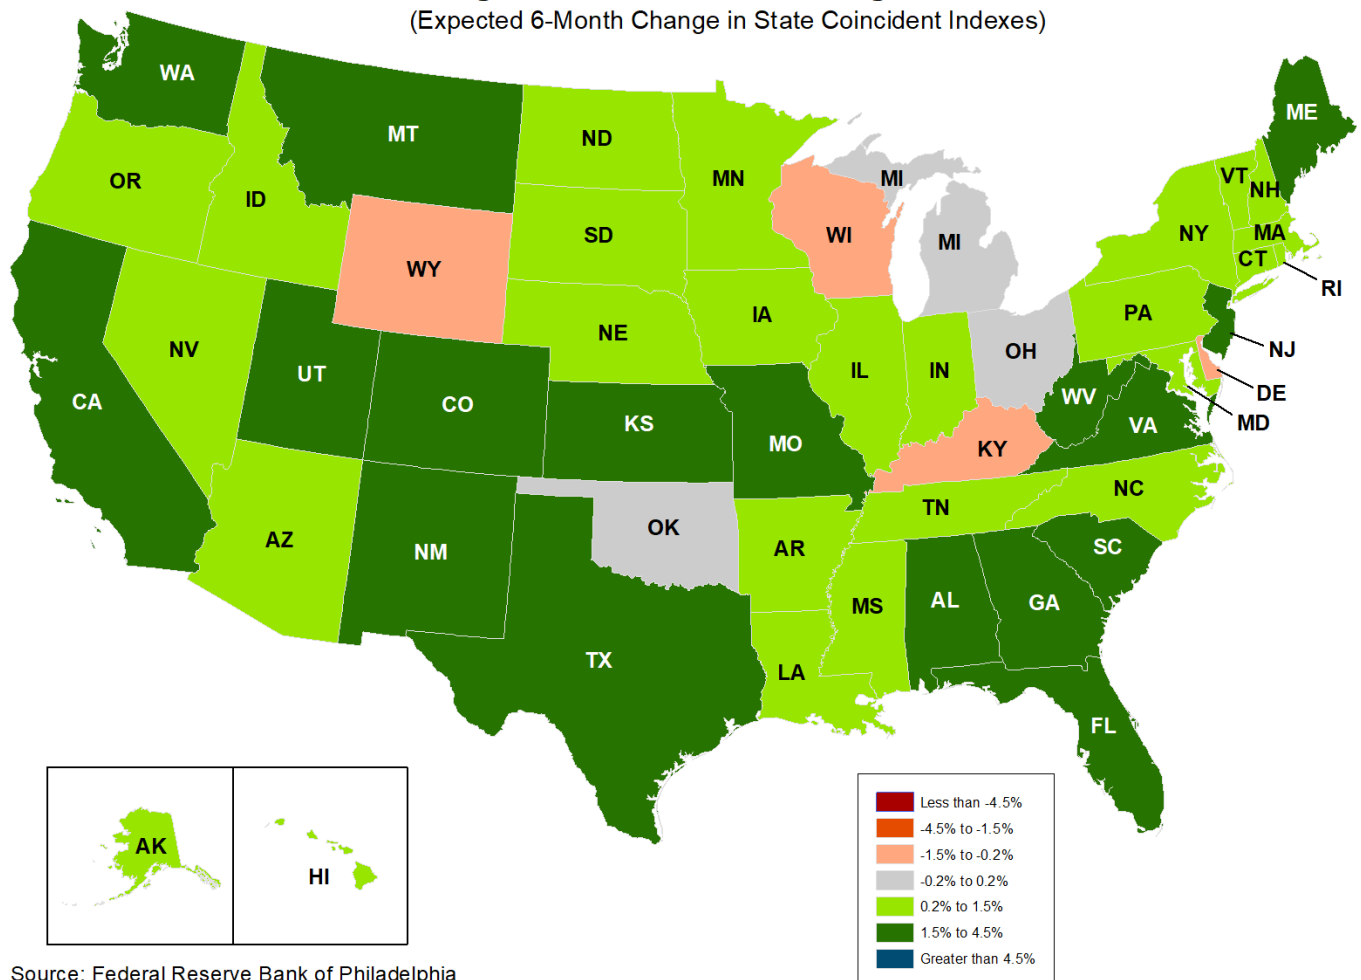 (Expected 6-Month Change in State Coincident Indexes)
WA
MT
ND
MN
MI
ME
OR
ID
SD
WI
MI
VT
NH
NY
MA
CT
RI
WY
IA
PA
NE
NV
UT
CO
IL
IN
OH
NJ
DE
MD
CA
KS
MO
WV
VA
KY
AZ
NM
OK
AR
TN
NC
SC
MS
AL
GA
TX
LA
FL
AK
HI
Less than -4.5%
-4.5% to -1.5%
-1.5% to -0.2%
-0.2% to 0.2%
0.2% to 1.5%
1.5% to 4.5%
Greater than 4.5%
Source: Federal Reserve Bank of Philadelphia